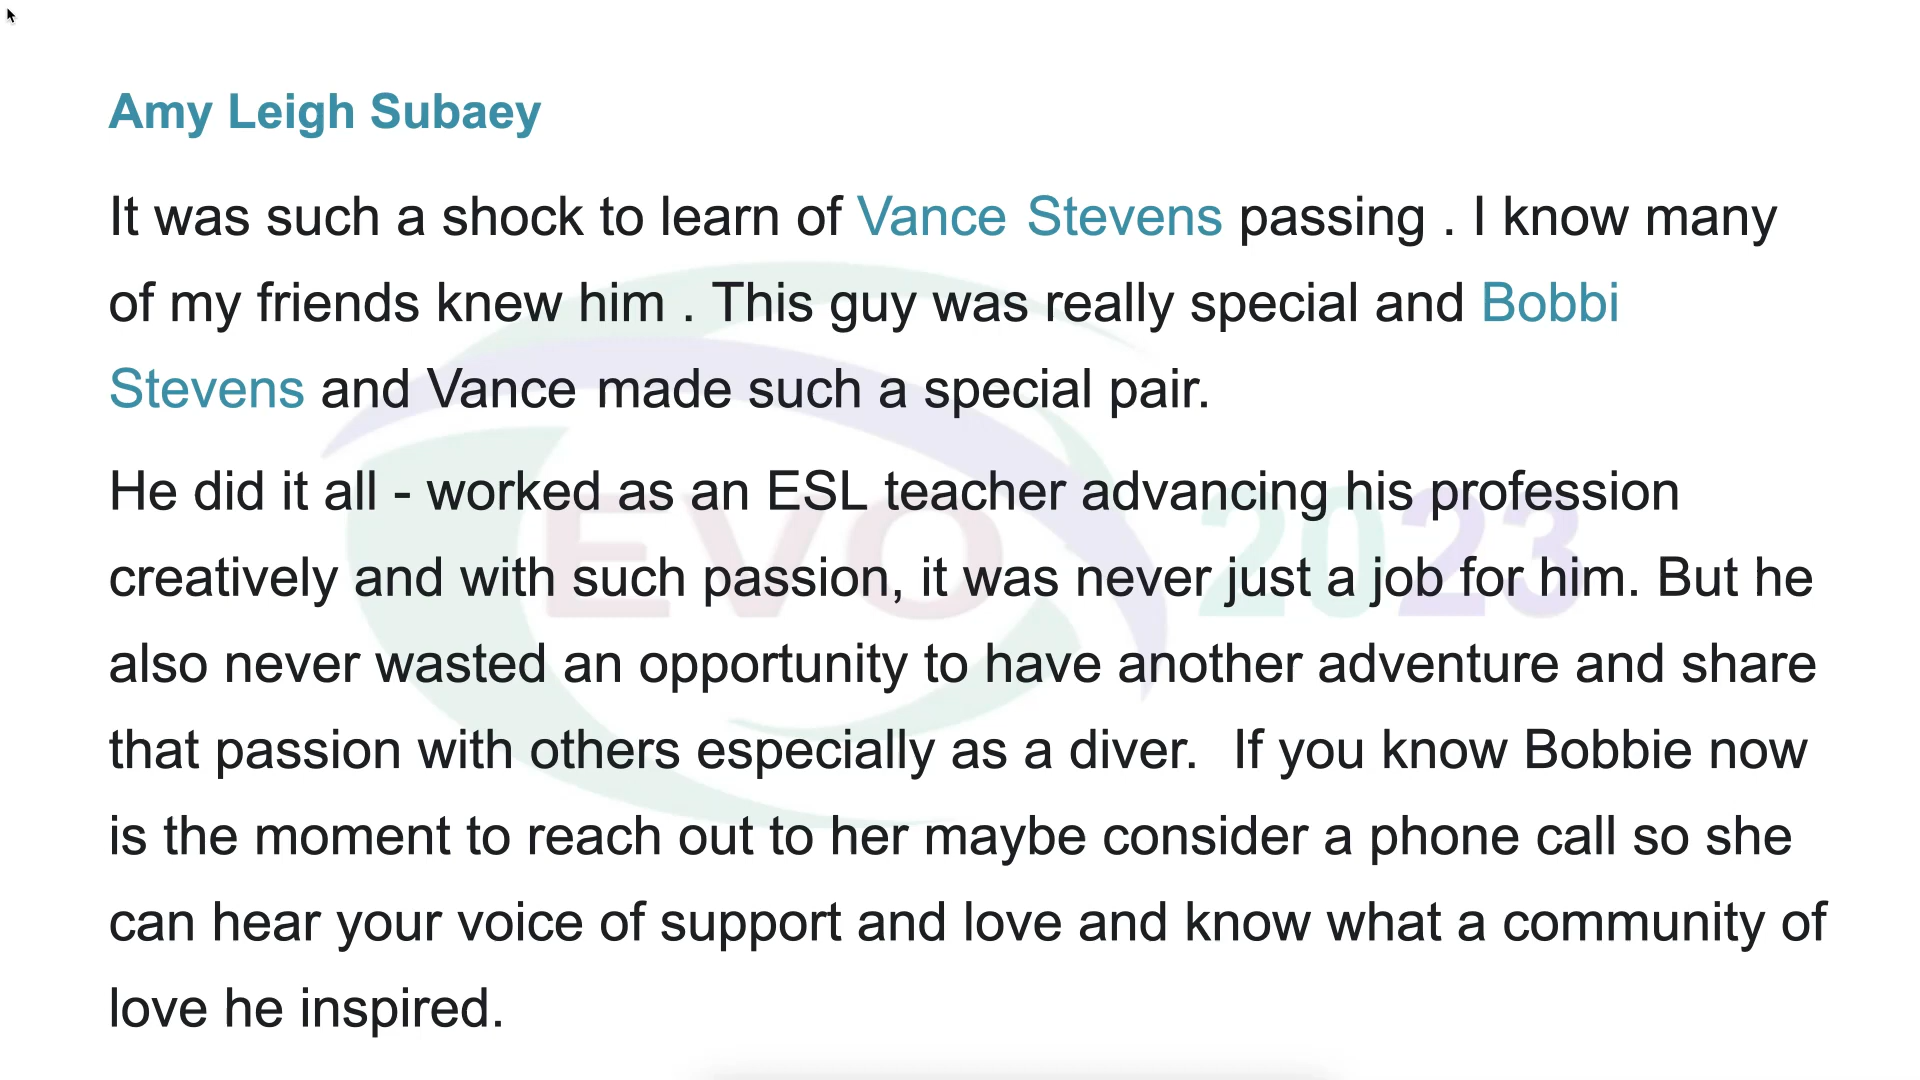 Amy Leigh Subaey
It was such a shock to learn of Vance Stevens passing . I know many
of my friends knew him . This guy was really special and Bobbi
Stevens and Vance made such a special pair.
He did it all - worked as an ESL teacher advancing his profession
creatively and with such passion, it was never just a job for him. But he
also never wasted an opportunity to have another adventure and share
that passion with others especially as a diver.  If you know Bobbie now
is the moment to reach out to her maybe consider a phone call so she
can hear your voice of support and love and know what a community of
love he inspired.
EVO 2023